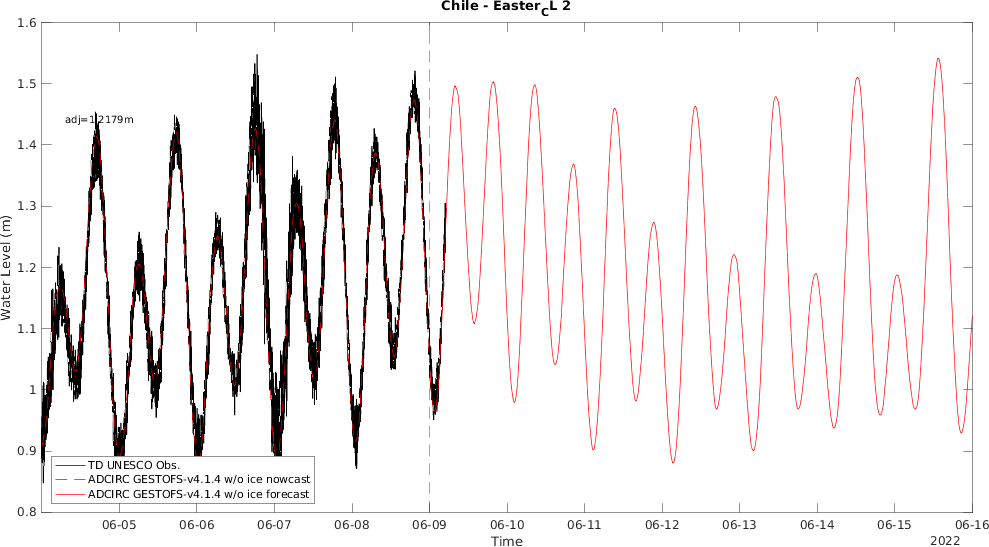 Chile - Easter_CL 2
1.6
1.5
1.4
1.3
1.2
1.1
1
0.9
0.8
Water Level (m)
adj=1.2179m
TD UNESCO Obs.
ADCIRC GESTOFS-v4.1.4 w/o ice nowcast
ADCIRC GESTOFS-v4.1.4 w/o ice forecast
06-05 06-06 06-07 06-08 06-09 06-10 06-11 06-12 06-13 06-14 06-15 06-16
Time
2022